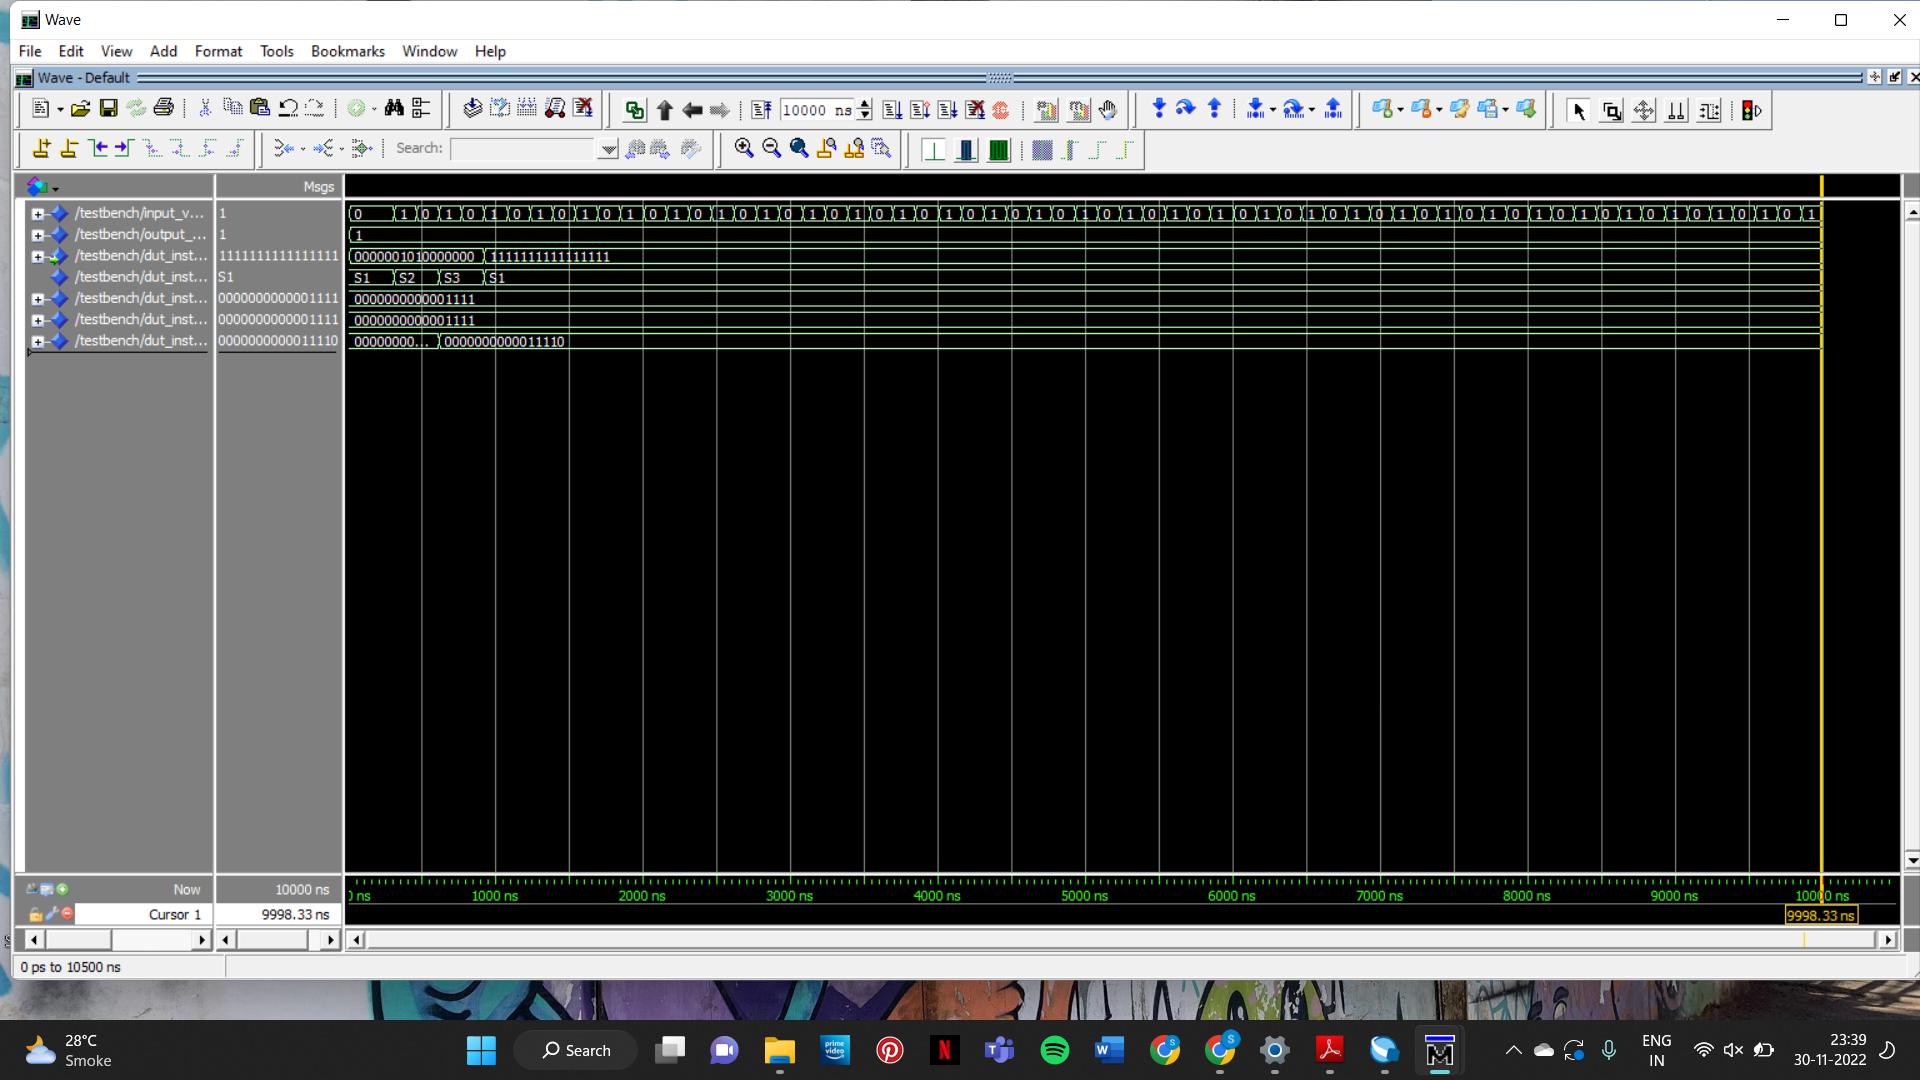 Wave
File Edit View Add Format Tools Bookmarks Window Help
Wave - Default
10000 ns
Search:
Msgs
/testbench/input_v... 1 0 1 0 1 0 1 0 1 0 1 0 1 0 1 0 1 0 1 0 1 0 1 0 1 0 1 0 1 0 1 0 1 0 1 0 1 0 1 0 1 0 1 0 1 0 1 0 1 0 1 0 1 0 1 0 1 0 1 0 1 0 1 0 1
/testbench/output_... 1 1
/testbench/dut_inst... 1111111111111111 0000001010000000 1111111111111111
/testbench/dut_inst... S1 S1 S2 S3 S1
/testbench/dut_inst... 0000000000001111 0000000000001111
/testbench/dut_inst... 0000000000001111 0000000000001111
/testbench/dut_inst... 0000000000011110 00000000... 0000000000011110
Now 10000 ns ns 1000 ns 2000 ns 3000 ns 4000 ns 5000 ns 6000 ns 7000 ns 8000 ns 9000 ns 10000 ns
Cursor 1 9998.33 ns 9998.33 ns
0 ps to 10500 ns
28°C
Smoke
Search
prime video
ENG
IN
23:39
30-11-2022